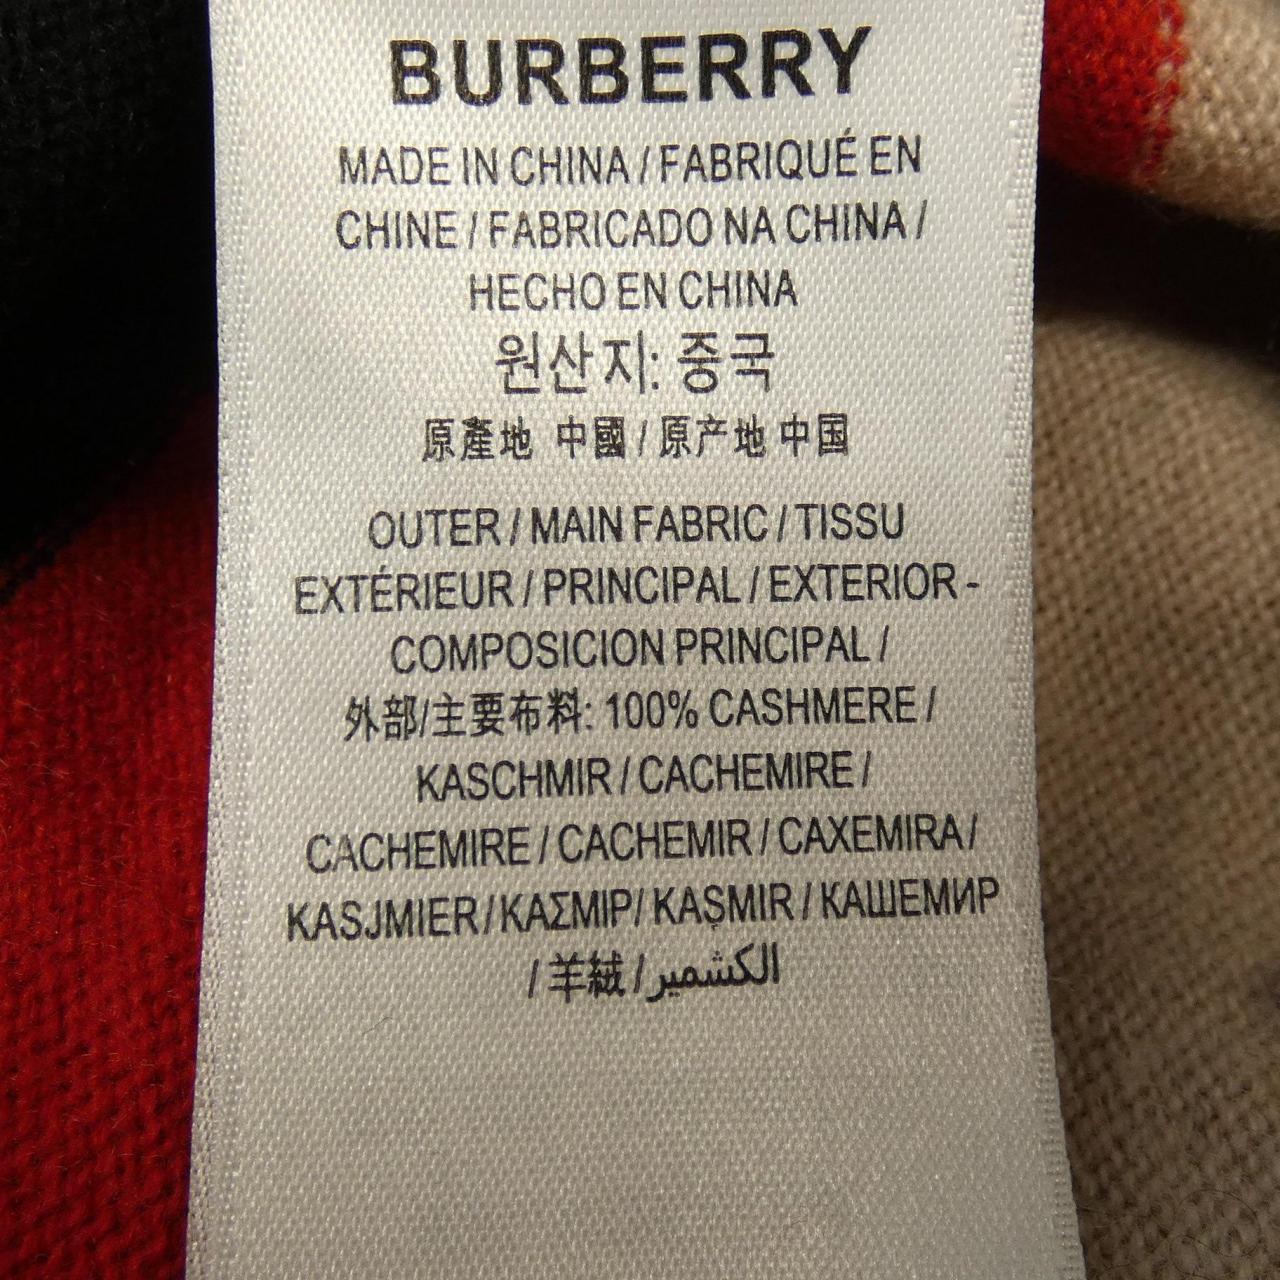 BURBERRY
MADE IN CHINA / FABRIQUÉ EN
CHINE / FABRICADO NA CHINA /
HECHO EN CHINA
원산지: 중국
原產地 中國 / 原产地 中国
OUTER / MAIN FABRIC / TISSU
EXTÉRIEUR / PRINCIPAL / EXTERIOR -
COMPOSICION PRINCIPAL /
外部/主要布料: 100% CASHMERE /
KASCHMIR / CACHEMIRE /
CACHEMIRE / CACHEMIR / CAXEMIRA /
KASJMIER / ΚΑΣΜΙΡ/ KAŞMIR / КАШЕМИР
/ 羊絨 / الكشمير